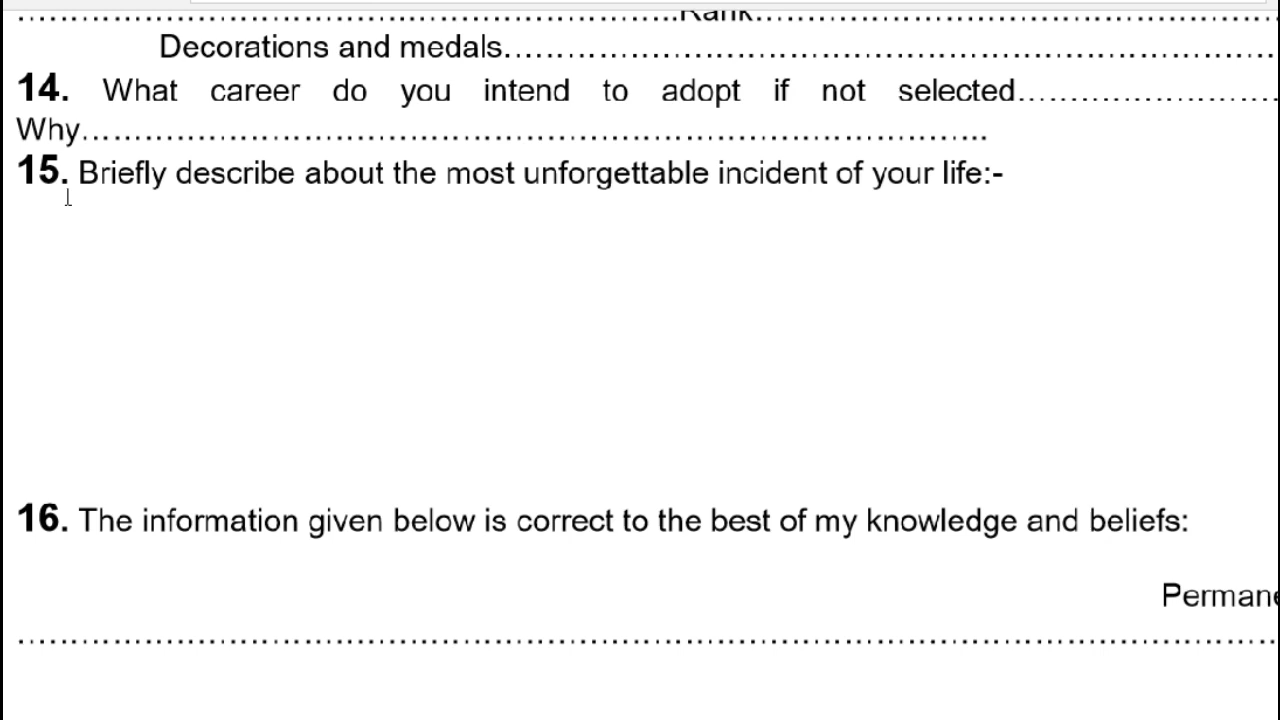 ....................................................................Rank......................................................
Decorations and medals................................................................................
14. What career do you intend to adopt if not selected............................
Why.........................................................................................
15. Briefly describe about the most unforgettable incident of your life:-
16. The information given below is correct to the best of my knowledge and beliefs:
Permane
................................................................................................................................